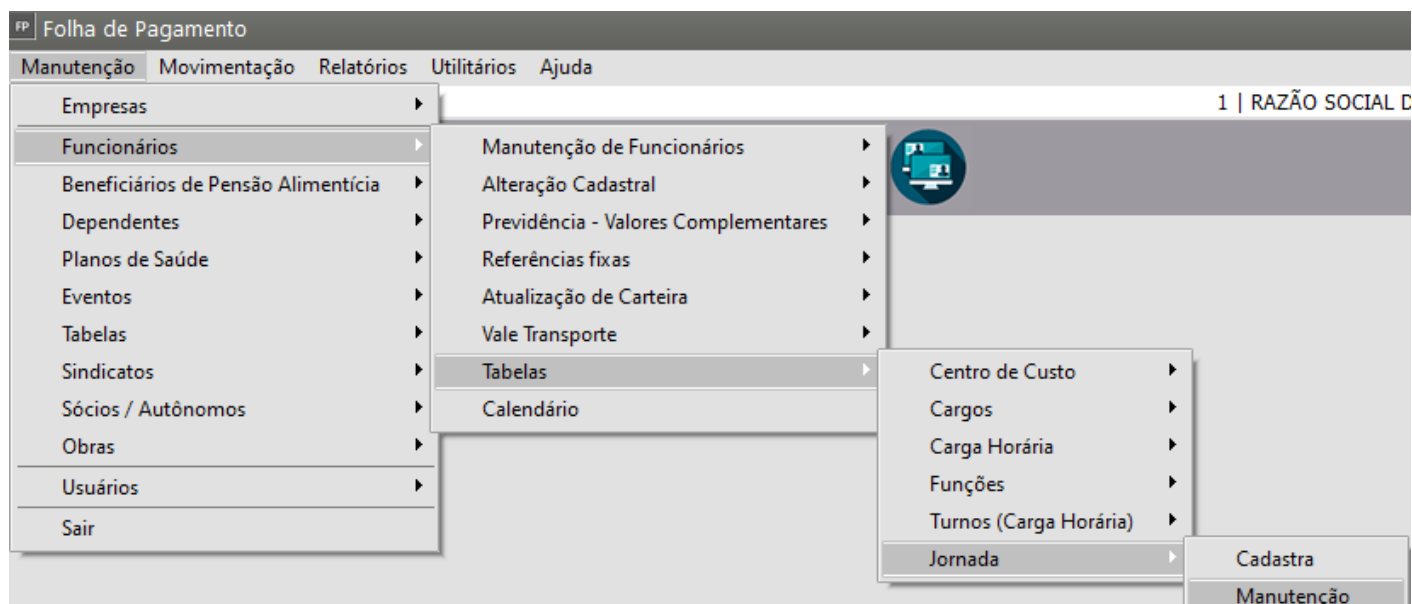 FP Folha de Pagamento
Manutenção Movimentação Relatórios Utilitários Ajuda
1 | RAZÃO SOCIAL D
Empresas
Funcionários
Beneficiários de Pensão Alimentícia
Dependentes
Planos de Saúde
Eventos
Tabelas
Sindicatos
Sócios / Autônomos
Obras
Usuários
Sair
Manutenção de Funcionários
Alteração Cadastral
Previdência - Valores Complementares
Referências fixas
Atualização de Carteira
Vale Transporte
Tabelas
Calendário
Centro de Custo
Cargos
Carga Horária
Funções
Turnos (Carga Horária)
Jornada
Cadastra
Manutenção